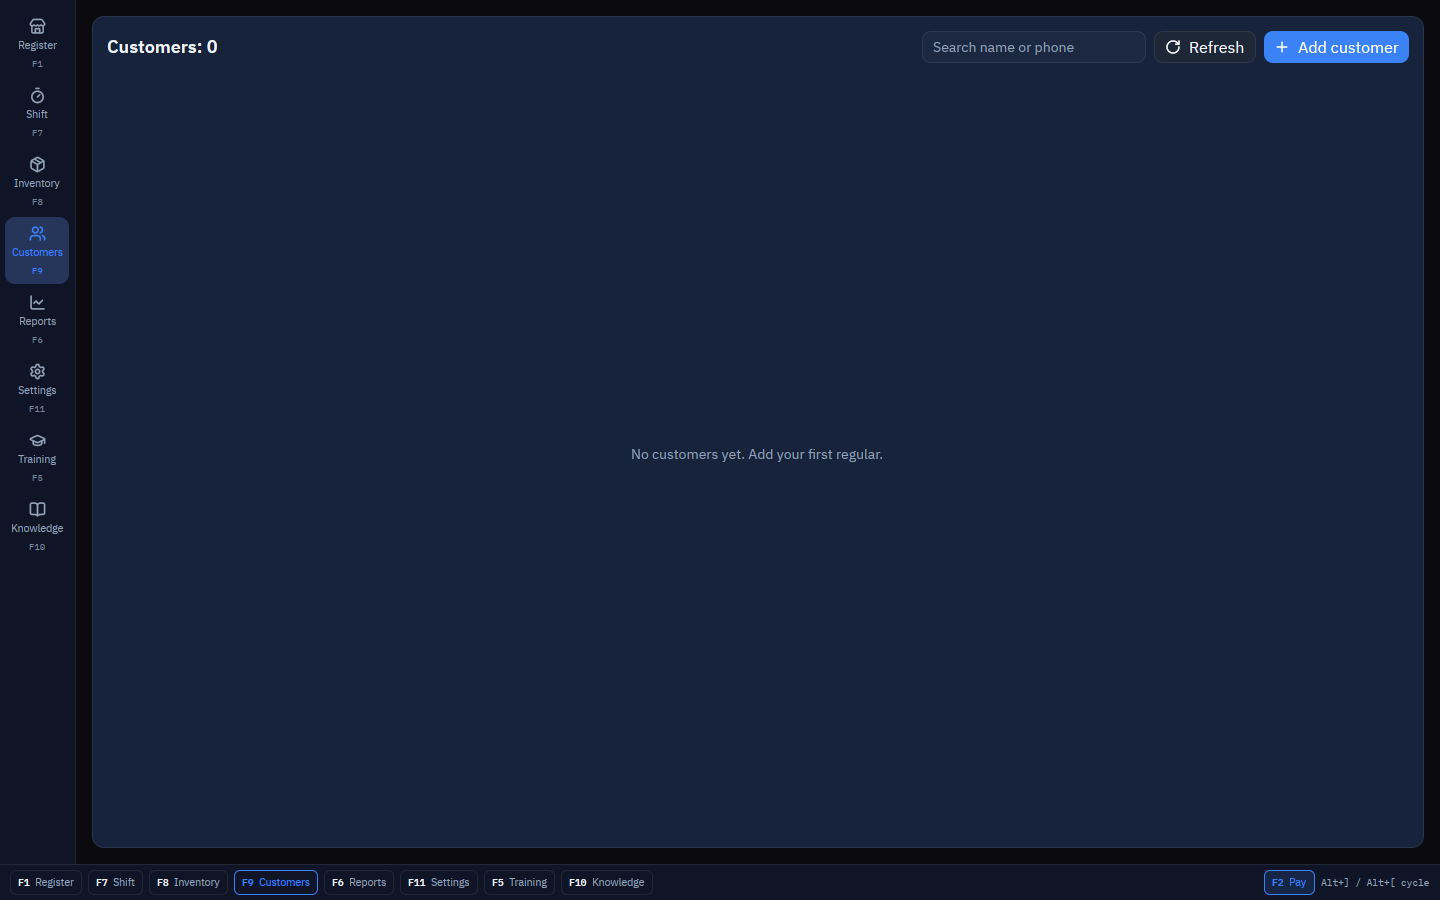 Register
F1
Shift
F7
Inventory
F8
Customers
F9
Reports
F6
Settings
F11
Training
F5
Knowledge
F10
Customers: 0
Search name or phone
Refresh
Add customer
No customers yet. Add your first regular.
F1 Register
F7 Shift
F8 Inventory
F9 Customers
F6 Reports
F11 Settings
F5 Training
F10 Knowledge
F2 Pay
Alt+] / Alt+[ cycle